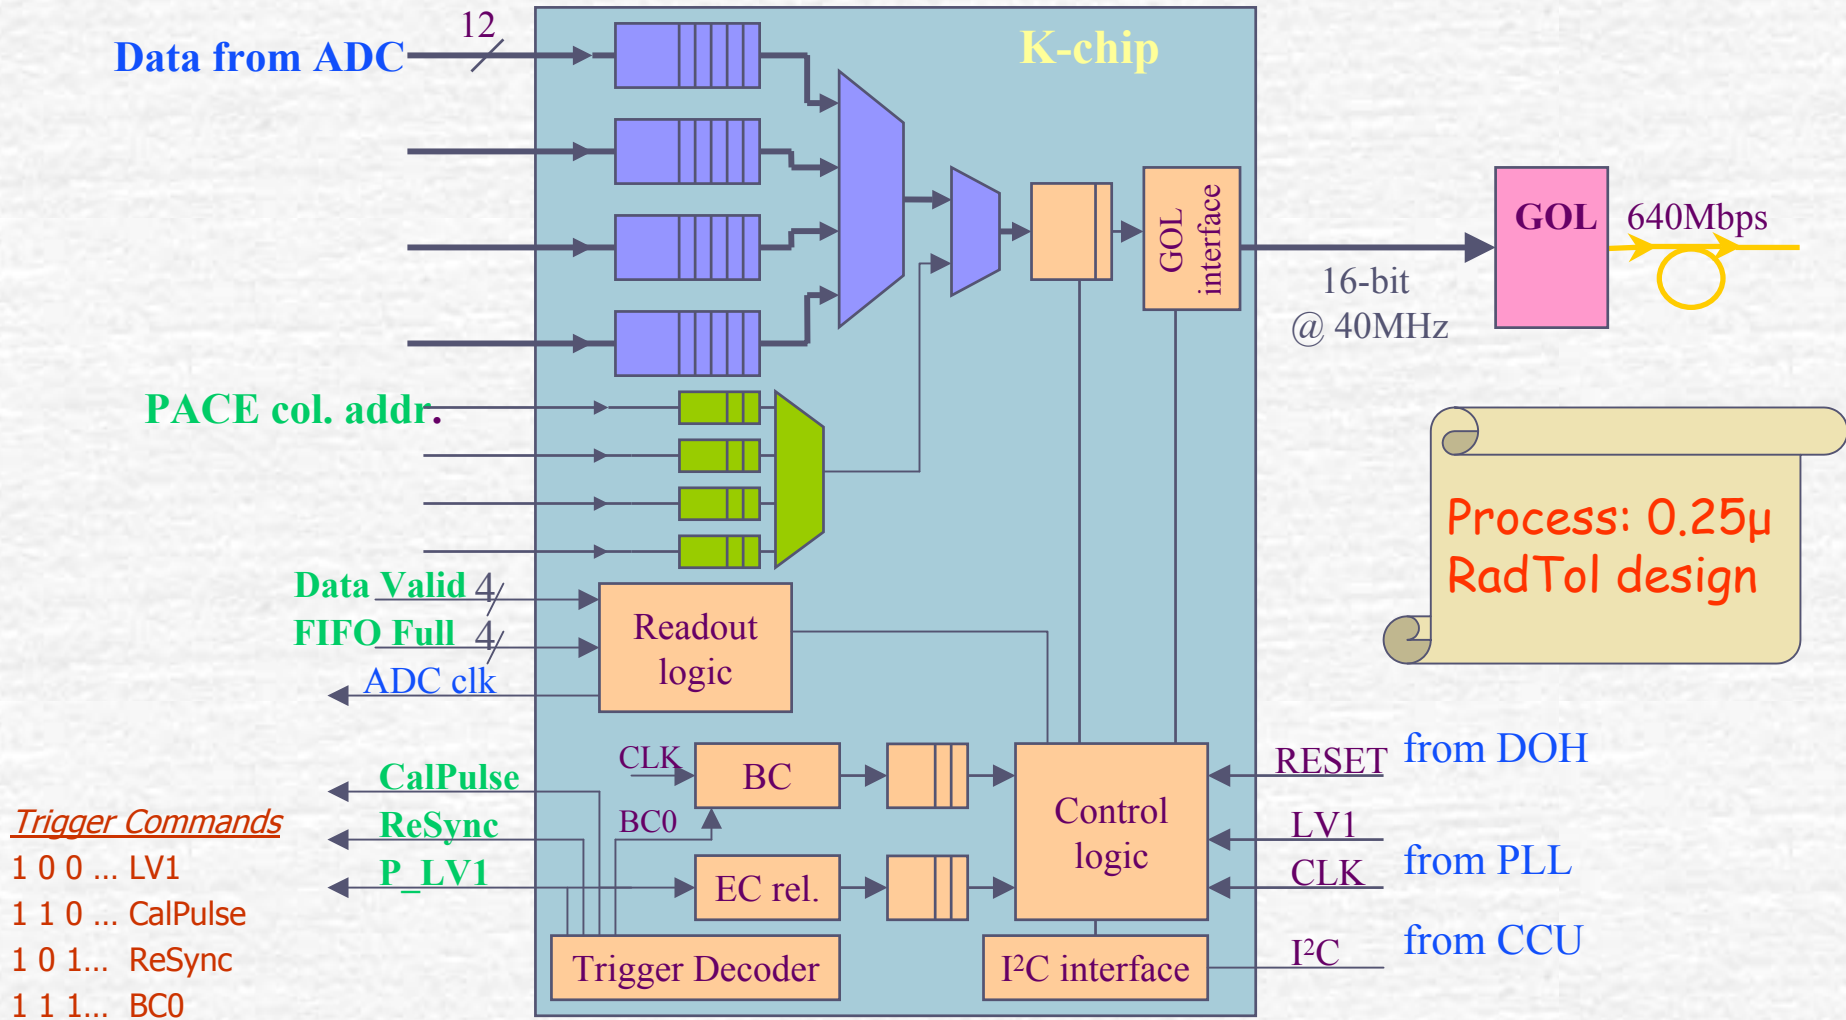 12
Data from ADC
K-chip
GOL
interface
GOL
640Mbps
16-bit
@ 40MHz
PACE col. addr.
Process: 0.25µ
RadTol design
Data Valid 4
FIFO Full 4
ADC clk
Readout
logic
CLK
BC
BC0
CalPulse
ReSync
P_LV1
EC rel.
Control
logic
RESET
from DOH
LV1
from PLL
CLK
from CCU
I²C
Trigger Decoder
I²C interface
Trigger Commands
1 0 0 ... LV1
1 1 0 ... CalPulse
1 0 1... ReSync
1 1 1... BC0